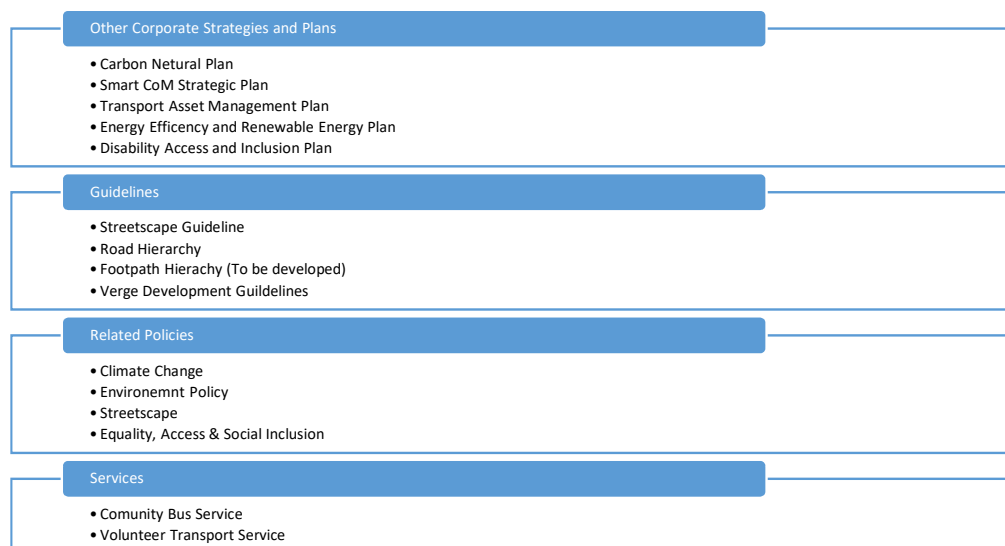 Other Corporate Strategies and Plans
• Carbon Netural Plan
• Smart CoM Strategic Plan
• Transport Asset Management Plan
• Energy Efficency and Renewable Energy Plan
• Disability Access and Inclusion Plan
Guidelines
• Streetscape Guideline
• Road Hierarchy
• Footpath Hierachy (To be developed)
• Verge Development Guildelines
Related Policies
• Climate Change
• Environemnt Policy
• Streetscape
• Equality, Access & Social Inclusion
Services
• Comunity Bus Service
• Volunteer Transport Service